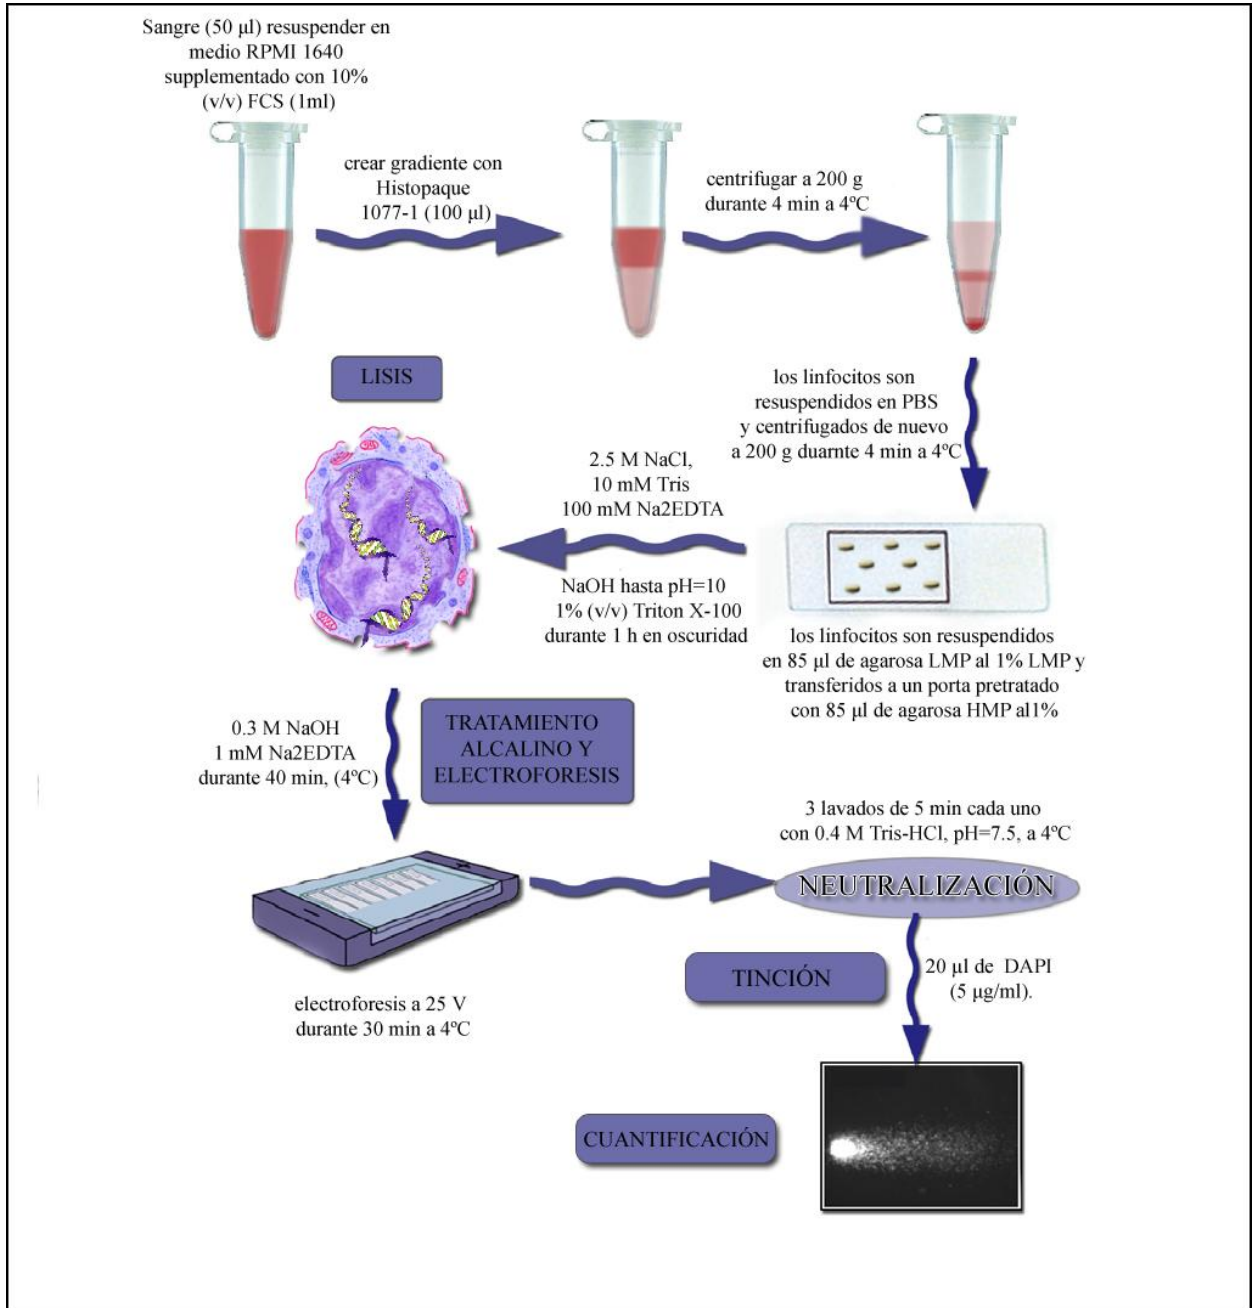 Sangre (50 µl) resuspender en
medio RPMI 1640
supplementado con 10%
(v/v) FCS (1ml)
crear gradiente con
Histopaque
1077-1 (100 µl)
centrifugar a 200 g
durante 4 min a 4ºC
los linfocitos son
resuspendidos en PBS
y centrifugados de nuevo
a 200 g duarnte 4 min a 4ºC
LISIS
2.5 M NaCl,
10 mM Tris
100 mM Na2EDTA
NaOH hasta pH=10
1% (v/v) Triton X-100
durante 1 h en oscuridad
los linfocitos son resuspendidos
en 85 µl de agarosa LMP al 1% LMP y
transferidos a un porta pretratado
con 85 µl de agarosa HMP al1%
0.3 M NaOH
1 mM Na2EDTA
durante 40 min, (4ºC)
TRATAMIENTO
ALCALINO Y
ELECTROFORESIS
3 lavados de 5 min cada uno
con 0.4 M Tris-HCl, pH=7.5, a 4ºC
NEUTRALIZACIÓN
electroforesis a 25 V
durante 30 min a 4ºC
TINCIÓN
20 µl de DAPI
(5 µg/ml).
CUANTIFICACIÓN